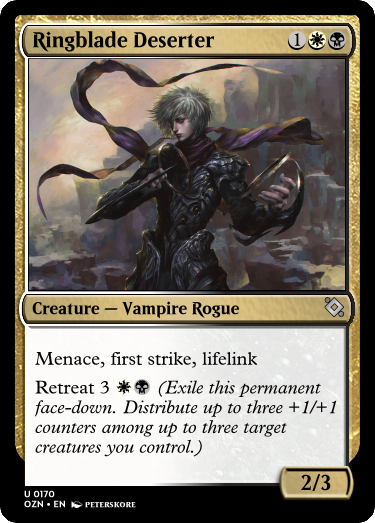 Ringblade Deserter 1
Creature — Vampire Rogue
Menace, first strike, lifelink
Retreat 3 (Exile this permanent
face-down. Distribute up to three +1/+1
counters among up to three target
creatures you control.)
2/3
U 0170
OZN • EN PETERSKORE